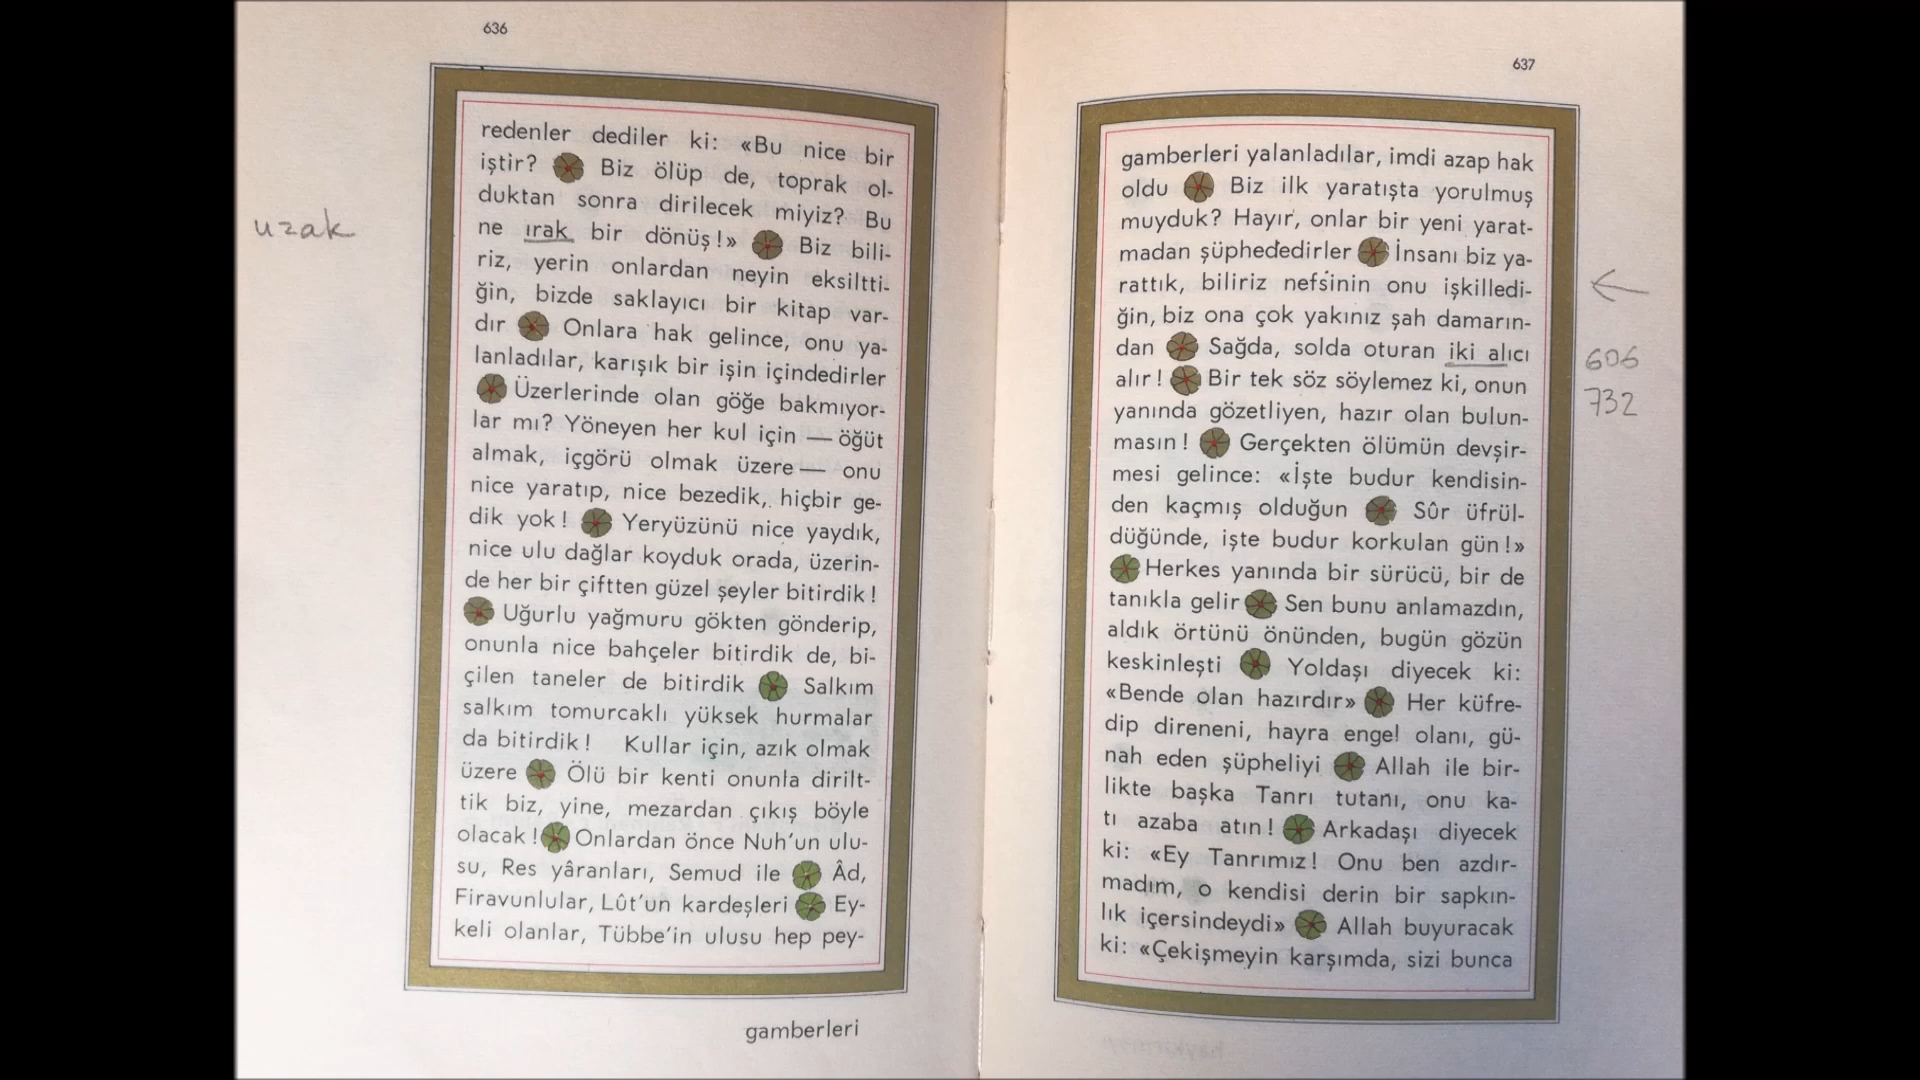 636
redenler dediler ki: «Bu nice bir
iştir? Biz ölüp de, toprak ol-
duktan sonra dirilecek miyiz? Bu
uzak
ne ırak bir dönüş!» Biz bili-
riz, yerin onlardan neyin eksiltti-
ğin, bizde saklayıcı bir kitap var-
dır Onlara hak gelince, onu ya-
lanladılar, karışık bir işin içindedirler
Üzerlerinde olan göğe bakmıyor-
lar mı? Yöneyen her kul için — öğüt
almak, içgörü olmak üzere — onu
nice yaratıp, nice bezedik, hiçbir ge-
dik yok! Yeryüzünü nice yaydık,
nice ulu dağlar koyduk orada, üzerin-
de her bir çiftten güzel şeyler bitirdik!
Uğurlu yağmuru gökten gönderip,
onunla nice bahçeler bitirdik de, bi-
çilen taneler de bitirdik Salkım
salkım tomurcaklı yüksek hurmalar
da bitirdik! Kullar için, azık olmak
üzere Ölü bir kenti onunla dirilt-
tik biz, yine, mezardan çıkış böyle
olacak! Onlardan önce Nuh'un ulu-
su, Res yâranları, Semud ile Âd,
Firavunlular, Lût'un kardeşleri Ey-
keli olanlar, Tübbe'in ulusu hep pey-
gamberleri
637
gamberleri yalanladılar, imdi azap hak
oldu Biz ilk yaratışta yorulmuş
muyduk? Hayır, onlar bir yeni yarat-
madan şüphededirler İnsanı biz ya-
rattık, biliriz nefsinin onu işkilledi-
ğin, biz ona çok yakınız şah damarın-
dan Sağda, solda oturan iki alıcı
606
alır! Bir tek söz söylemez ki, onun
732
yanında gözetliyen, hazır olan bulun-
masın! Gerçekten ölümün devşir-
mesi gelince: «İşte budur kendisin-
den kaçmış olduğun Sûr üfrül-
düğünde, işte budur korkulan gün!»
Herkes yanında bir sürücü, bir de
tanıkla gelir Sen bunu anlamazdın,
aldık örtünü önünden, bugün gözün
keskinleşti Yoldaşı diyecek ki:
«Bende olan hazırdır» Her küfre-
dip direneni, hayra engel olanı, gü-
nah eden şüpheliyi Allah ile bir-
likte başka Tanrı tutanı, onu ka-
tı azaba atın! Arkadaşı diyecek
ki: «Ey Tanrımız! Onu ben azdır-
madım, o kendisi derin bir sapkın-
lık içersindeydi» Allah buyuracak
ki: «Çekişmeyin karşımda, sizi bunca